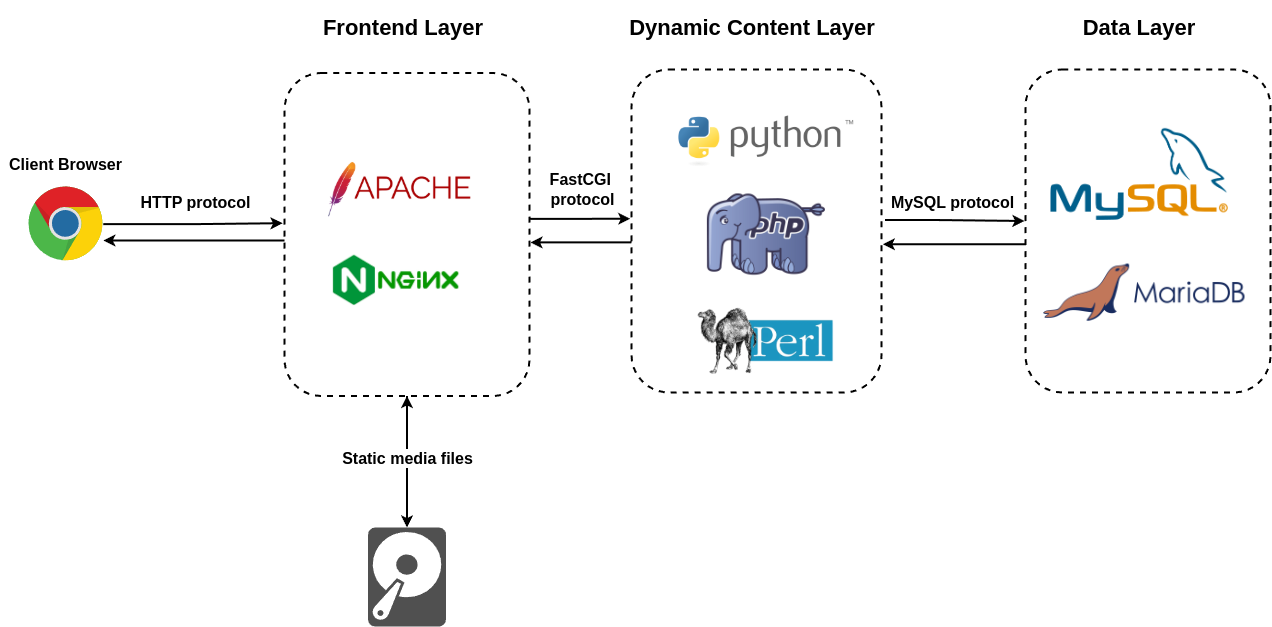 Frontend Layer
Dynamic Content Layer
Data Layer
Client Browser
HTTP protocol
APACHE
NGINX
FastCGI
protocol
python™
php
Perl
MySQL protocol
MySQL®
MariaDB
Static media files